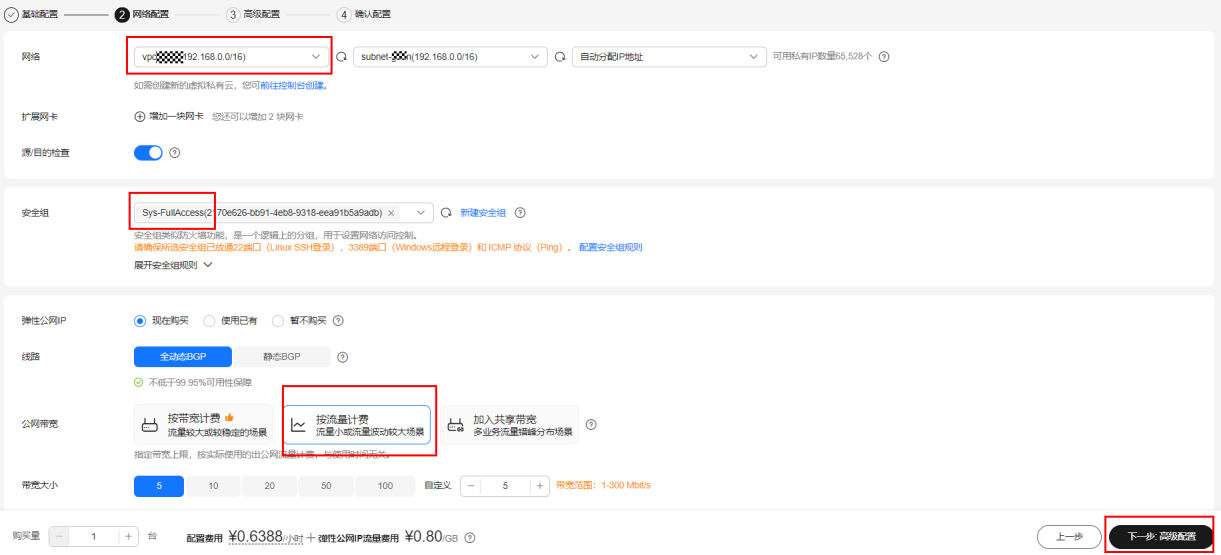 基础配置 2 网络配置 3 高级配置 4 确认配置
网络 192.168.0.0/16) (192.168.0.0/16) 自动分配IP地址 可用私有IP数量65,528个
如需创建新的虚拟私有云，您可前往控制台创建。
扩展网卡 增加一块网卡 您还可以增加 2 块网卡
源/目的检查
安全组 Sys-FullAccess(2170e626-bb91-4eb8-9318-eea91b5a9adb) × 新建安全组
安全组类似防火墙功能，是一个逻辑上的分组，用于设置网络访问控制。
请确保所选安全组已放通22端口（Linux SSH登录），3389端口（Windows远程登录）和 ICMP 协议（Ping）。 配置安全组规则
展开安全组规则
弹性公网IP 现在购买 使用已有 暂不购买
线路 全动态BGP 静态BGP
不低于99.95%可用性保障
公网带宽 按带宽计费 按流量计费 加入共享带宽
流量较大或较稳定的场景 流量小或流量波动较大场景 多业务流量错峰分布场景
指定带宽上限，按实际使用的出公网流量计费，与使用时间无关。
带宽大小 5 10 20 50 100 自定义 − 5 + 带宽范围：1-300 Mbit/s
购买量 − 1 + 台 配置费用 ¥0.6388/小时 + 弹性公网IP流量费用 ¥0.80/GB 上一步 下一步: 高级配置